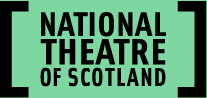 NATIONAL
THEATRE
OF SCOTLAND